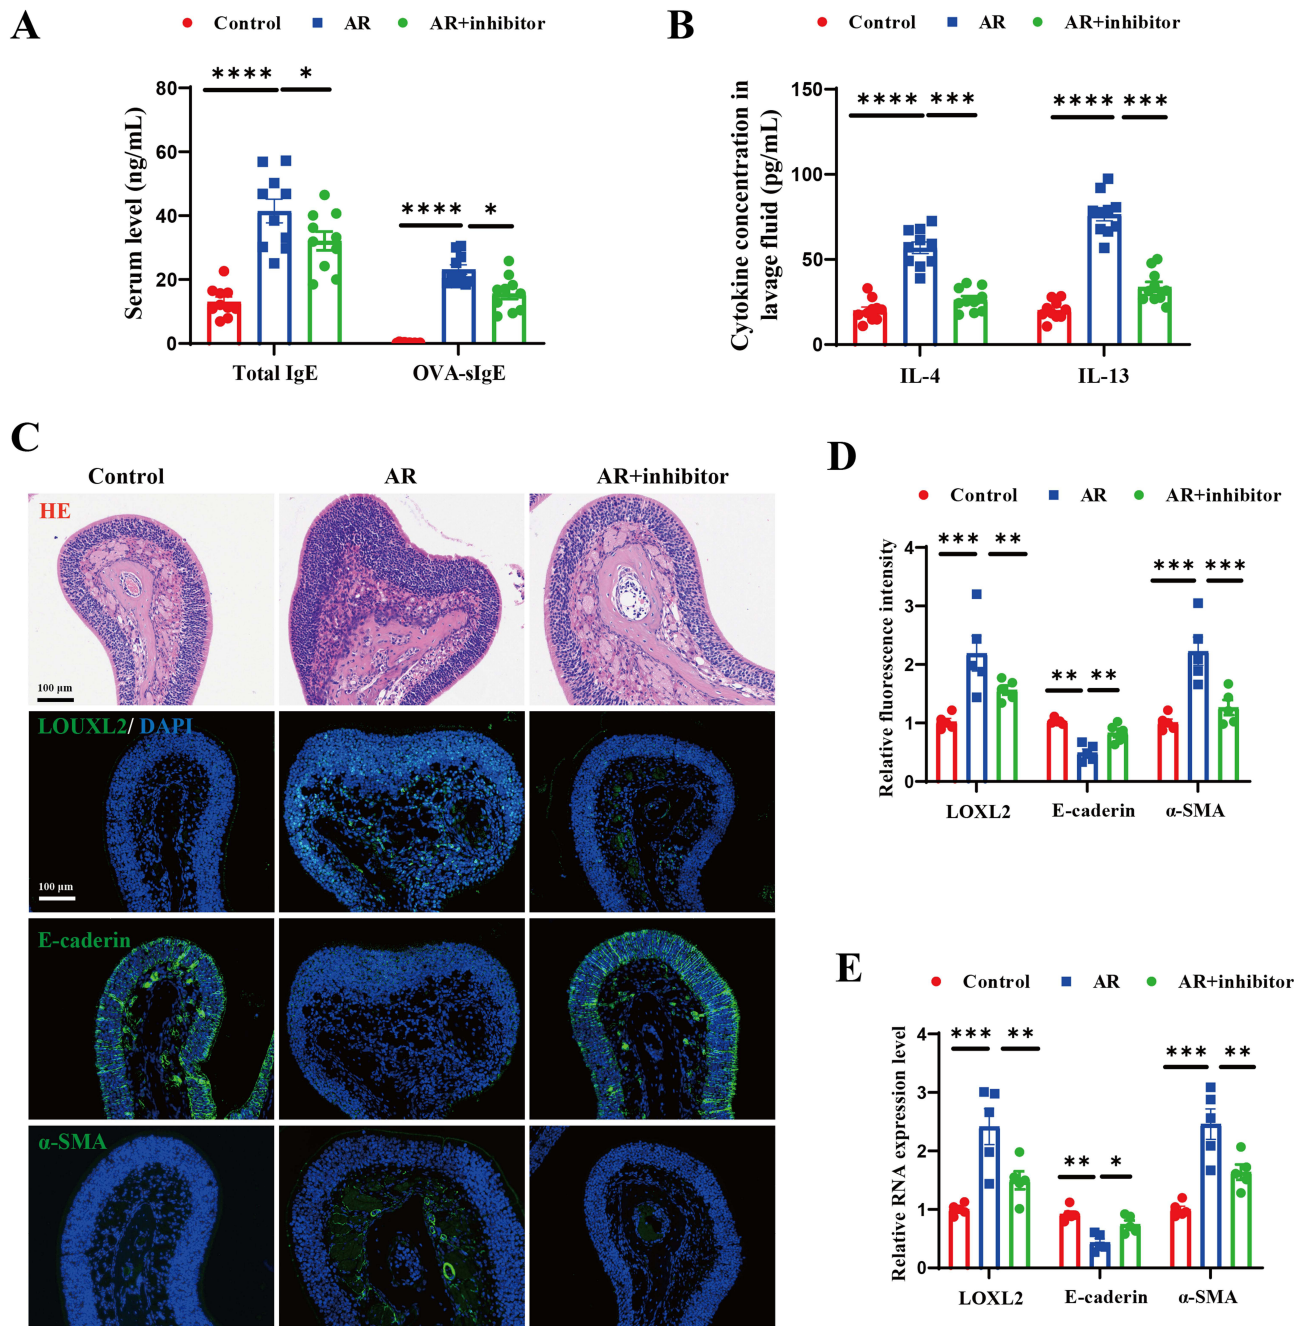 A
Control AR AR+inhibitor
**** *
**** *
Serum level (ng/mL)
80
60
40
20
0
Total IgE OVA-sIgE
B
Control AR AR+inhibitor
**** *** **** ***
Cytokine concentration in
lavage fluid (pg/mL)
150
100
50
0
IL-4 IL-13
C
Control AR AR+inhibitor
HE
100 μm
LOUXL2/ DAPI
100 μm
E-caderin
α-SMA
D
Control AR AR+inhibitor
*** ** ** ** *** ***
Relative fluorescence intensity
4
3
2
1
0
LOXL2 E-caderin α-SMA
E
Control AR AR+inhibitor
*** ** ** * *** **
Relative RNA expression level
4
3
2
1
0
LOXL2 E-caderin α-SMA